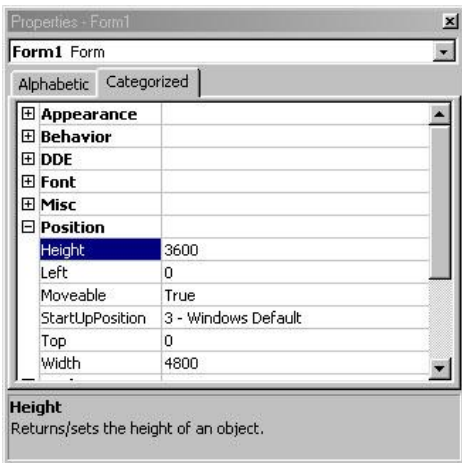 Properties - Form1
Form1 Form
Alphabetic Categorized
Appearance
Behavior
DDE
Font
Misc
Position
Height 3600
Left 0
Moveable True
StartUpPosition 3 - Windows Default
Top 0
Width 4800
Height
Returns/sets the height of an object.